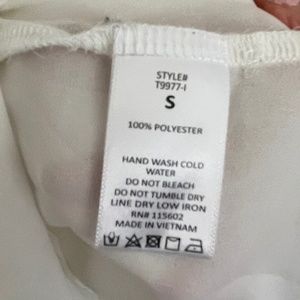 STYLE#
T9977-I
S
100% POLYESTER
HAND WASH COLD
WATER
DO NOT BLEACH
DO NOT TUMBLE DRY
LINE DRY LOW IRON
RN# 115602
MADE IN VIETNAM